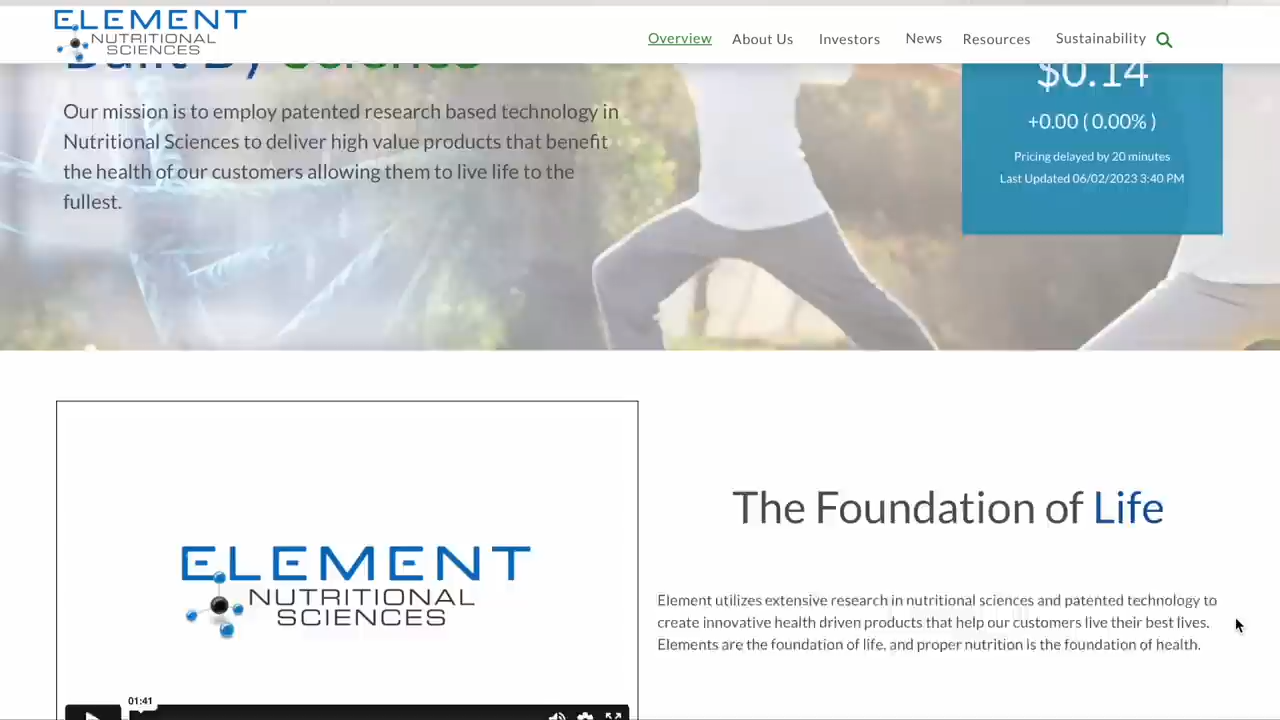 ELEMENT
NUTRITIONAL
SCIENCES
Overview
About Us
Investors
News
Resources
Sustainability
Built By Science
$0.14
+0.00 ( 0.00% )
Pricing delayed by 20 minutes
Last Updated 06/02/2023 3:40 PM
Our mission is to employ patented research based technology in
Nutritional Sciences to deliver high value products that benefit
the health of our customers allowing them to live life to the
fullest.
ELEMENT
NUTRITIONAL
SCIENCES
01:41
The Foundation of Life
Element utilizes extensive research in nutritional sciences and patented technology to
create innovative health driven products that help our customers live their best lives.
Elements are the foundation of life, and proper nutrition is the foundation of health.